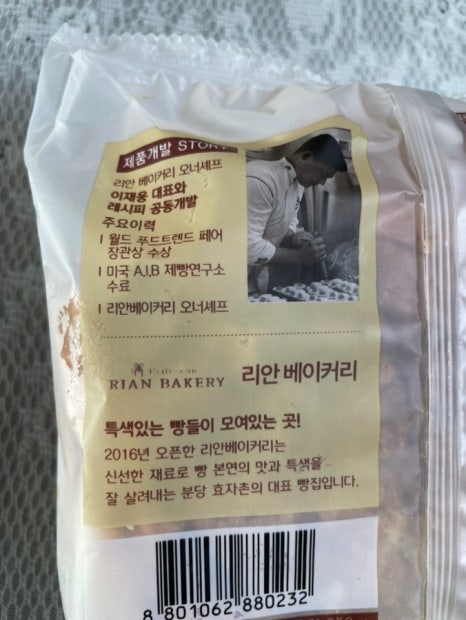 제품개발 STORY
리안 베이커리 오너셰프
이재웅 대표와
레시피 공동개발
주요이력
I 월드 푸드트렌드 페어
장관상 수상
I 미국 A.I.B 제빵연구소
수료
I 리안베이커리 오너셰프
RIAN BAKERY 리안 베이커리
특색있는 빵들이 모여있는 곳!
2016년 오픈한 리안베이커리는
신선한 재료로 빵 본연의 맛과 특색을
잘 살려내는 분당 효자촌의 대표 빵집입니다.
8 801062 880232